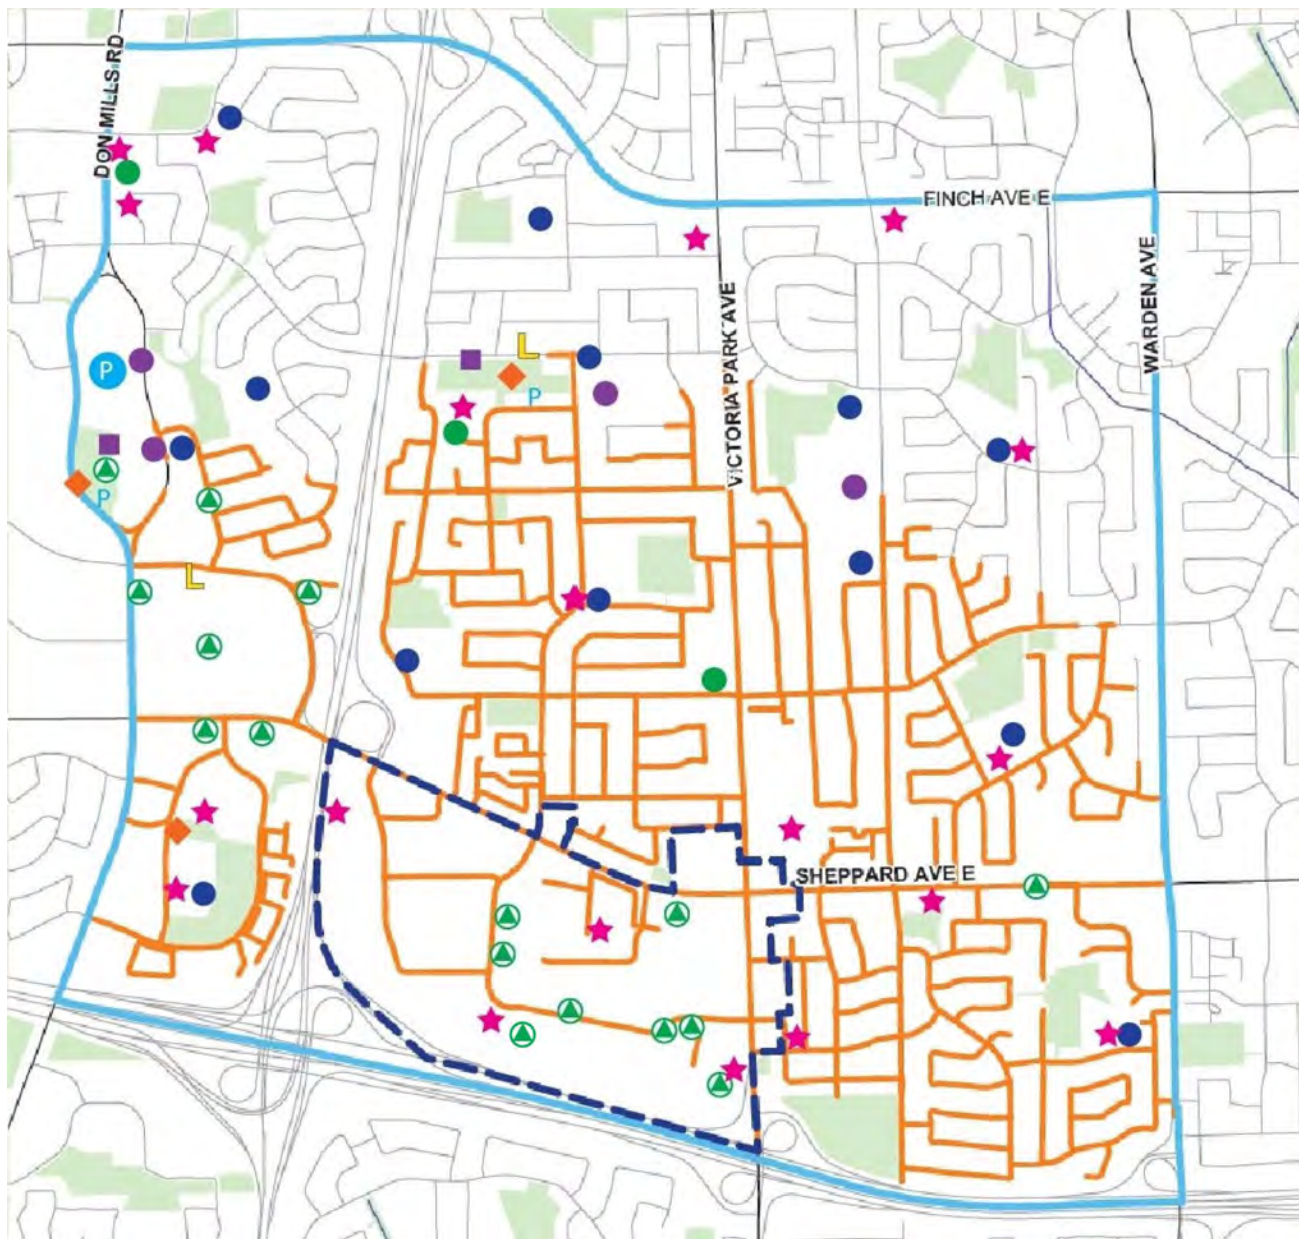 DON MILLS RD
FINCH AVE E
WARDEN AVE
VICTORIA PARK AVE
L
P
P
P
L
SHEPPARD AVE E